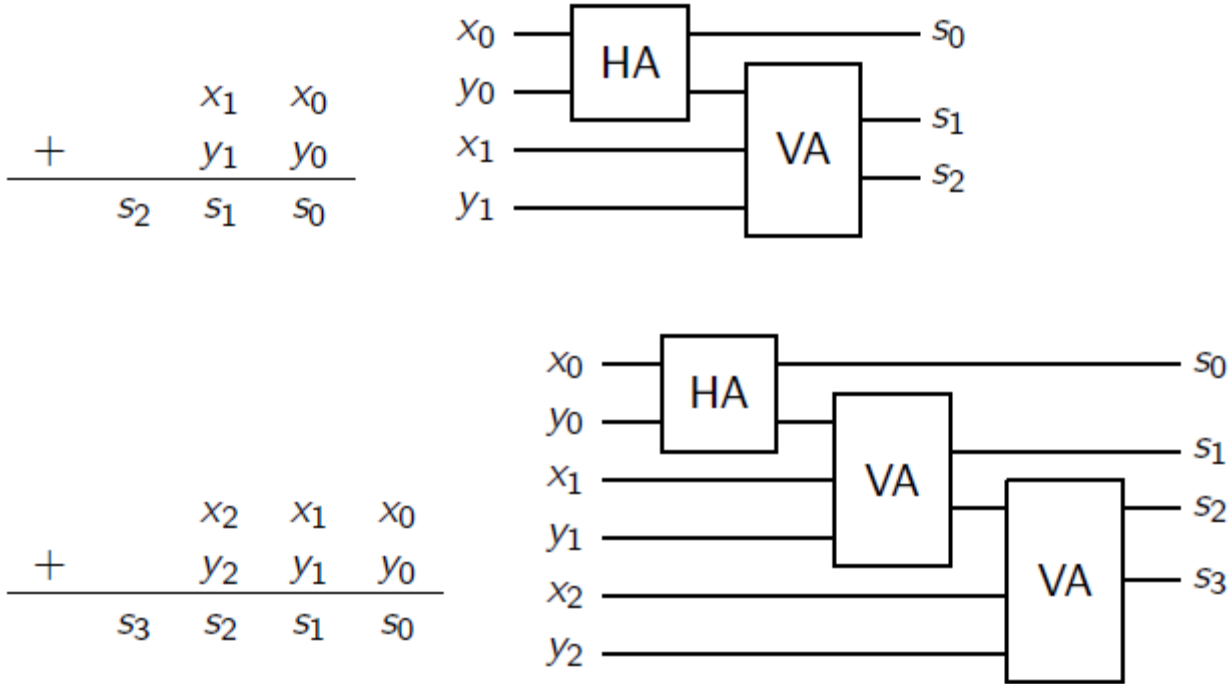 x₁ x₀
+ y₁ y₀
s₂ s₁ s₀
x₀ HA s₀
y₀
VA s₁
x₁
s₂
y₁
x₂ x₁ x₀
+ y₂ y₁ y₀
s₃ s₂ s₁ s₀
x₀ HA s₀
y₀
s₁
x₁ VA
s₂
y₁
VA s₃
x₂
y₂